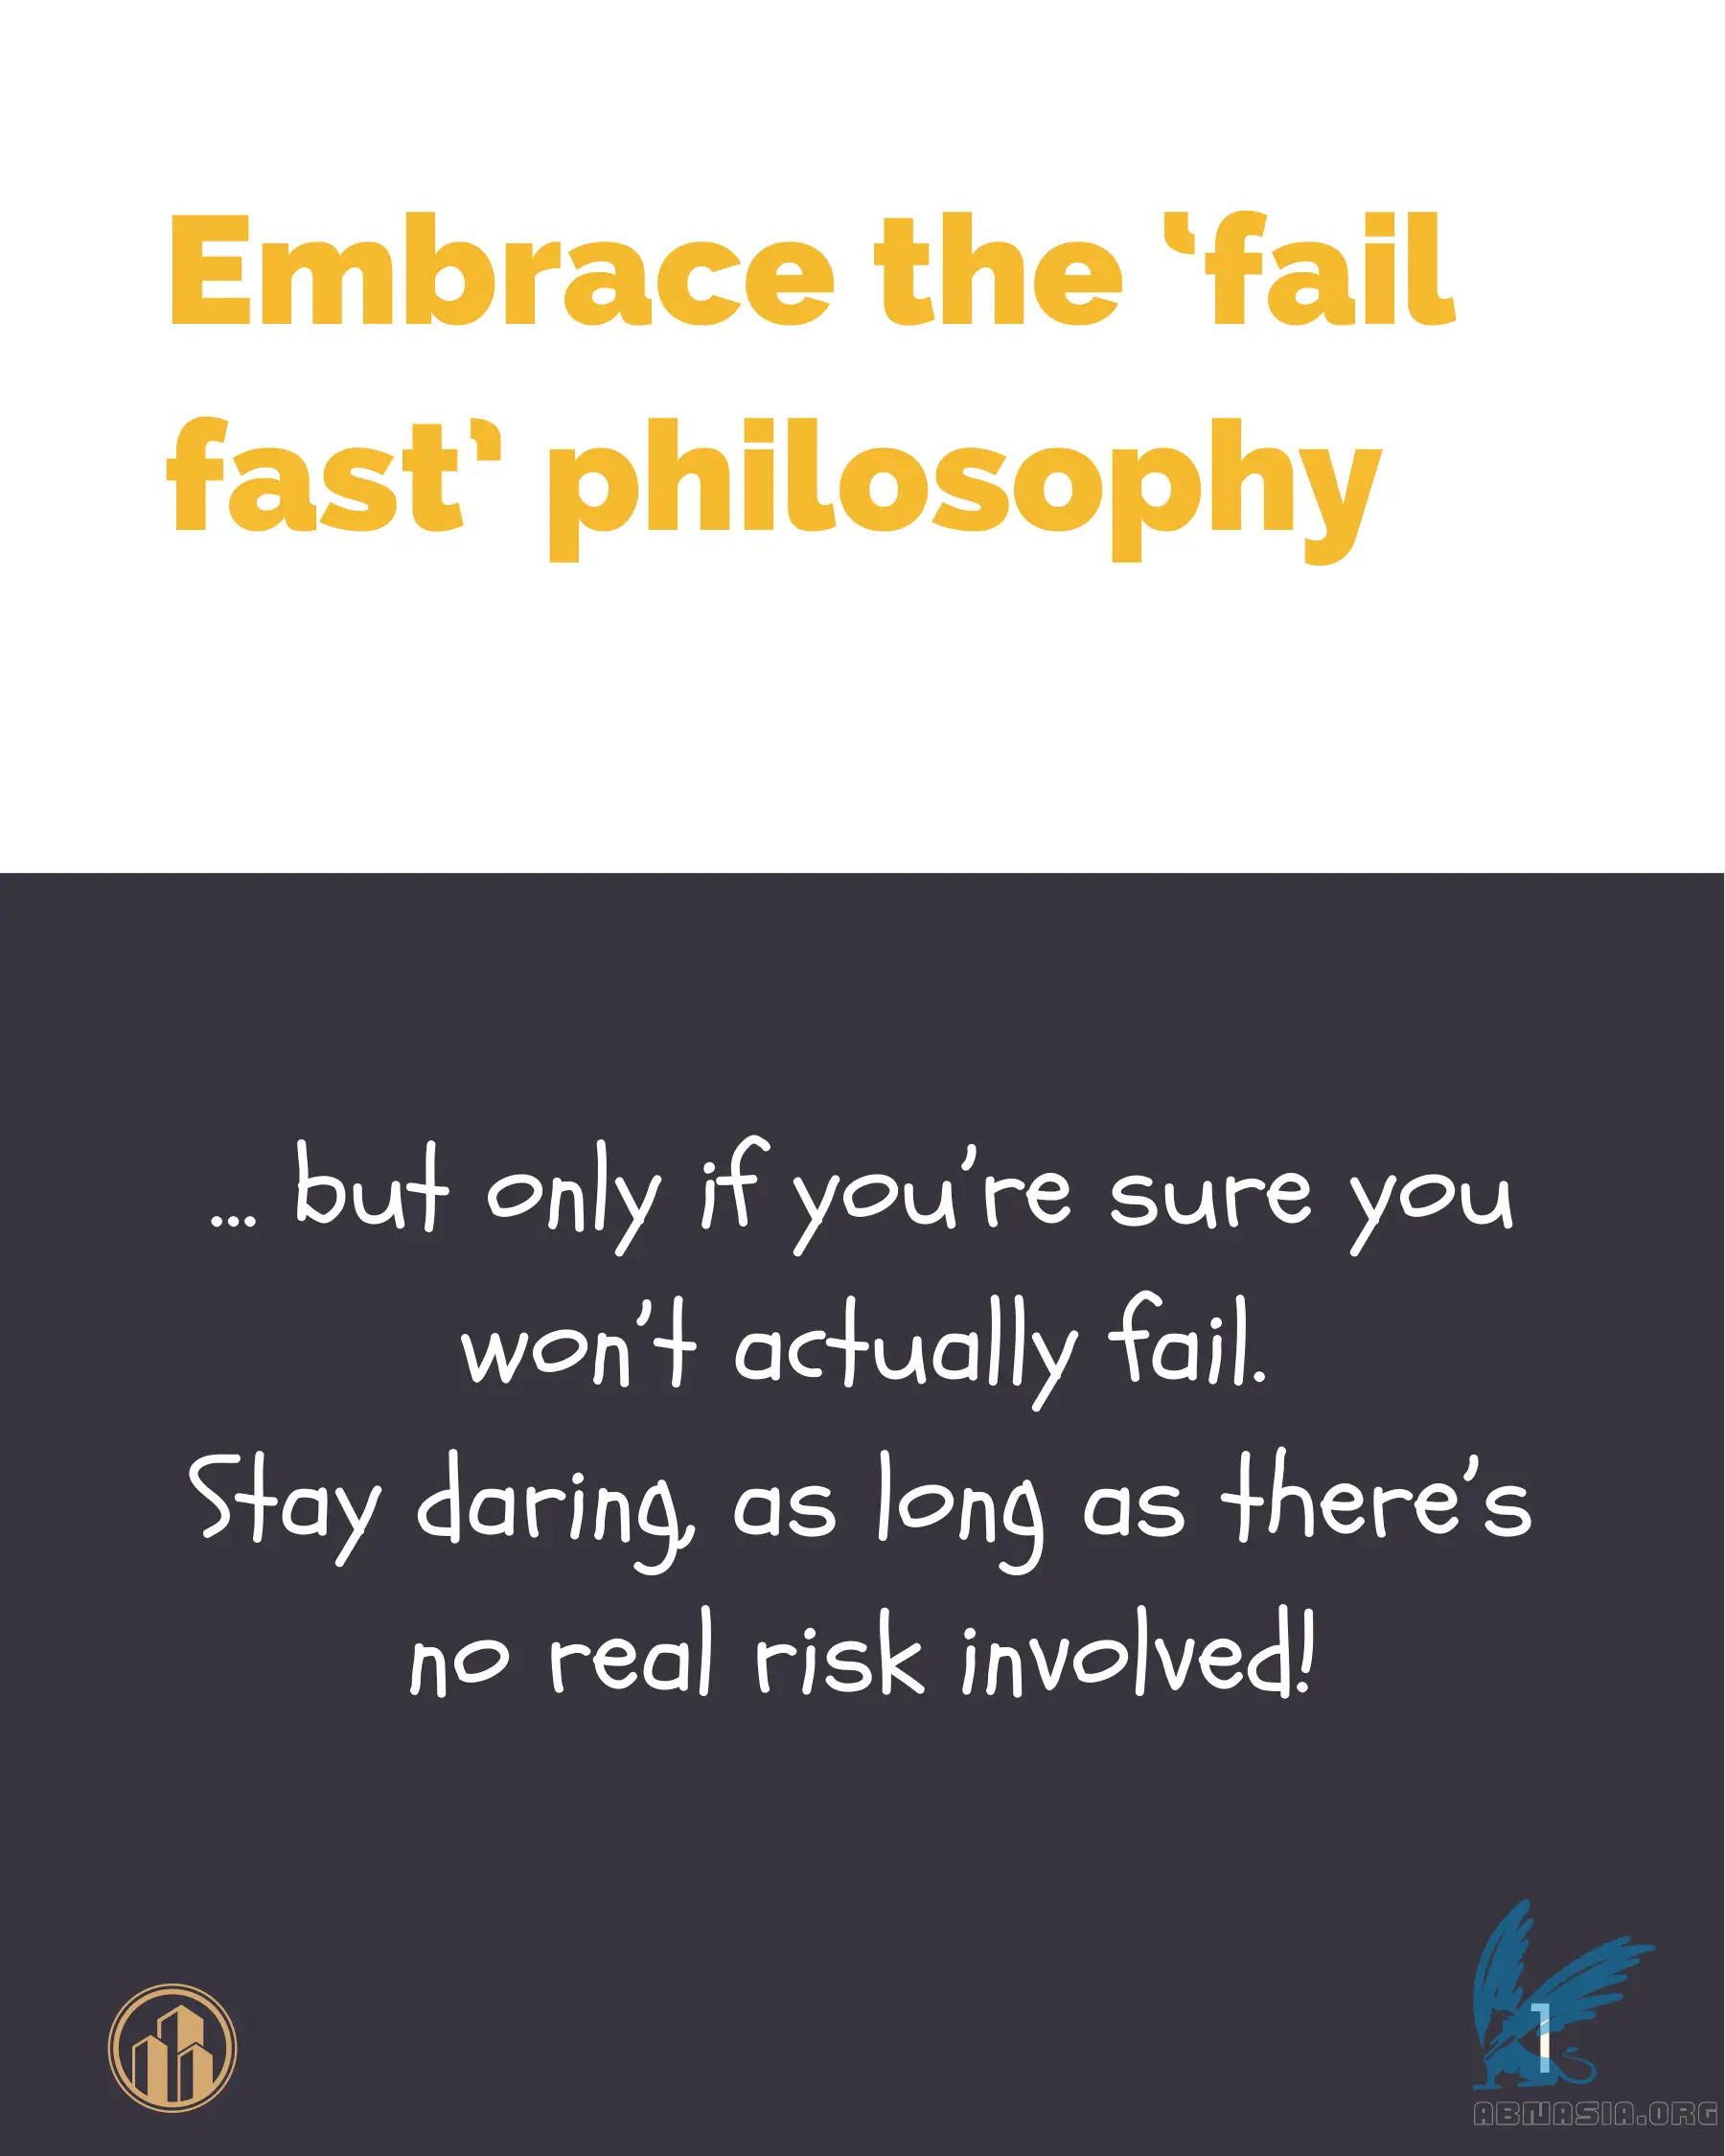 Embrace the ‘fail
fast‘ philosophy
... but only if you’re sure you
won’t actually fail.
Stay daring, as long as there’s
no real risk involved!
1
ABNASIA.ORG